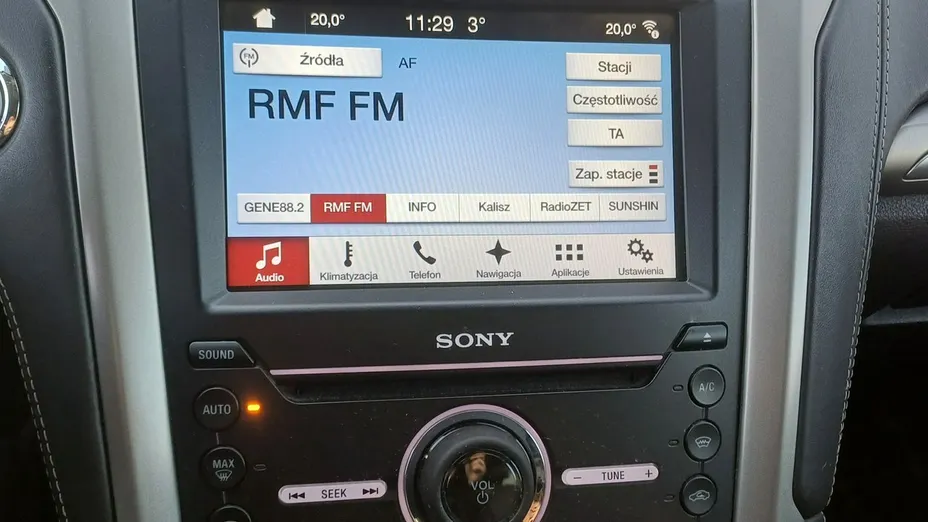 20,0° 11:29 3° 20,0°
FM Źródła AF Stacji
RMF FM
Częstotliwość
TA
Zap. stacje
GENE88.2 RMF FM INFO Kalisz RadioZET SUNSHIN
Audio Klimatyzacja Telefon Nawigacja Aplikacje Ustawienia
SONY
SOUND
A/C
AUTO
MAX
VOL
SEEK
− TUNE +